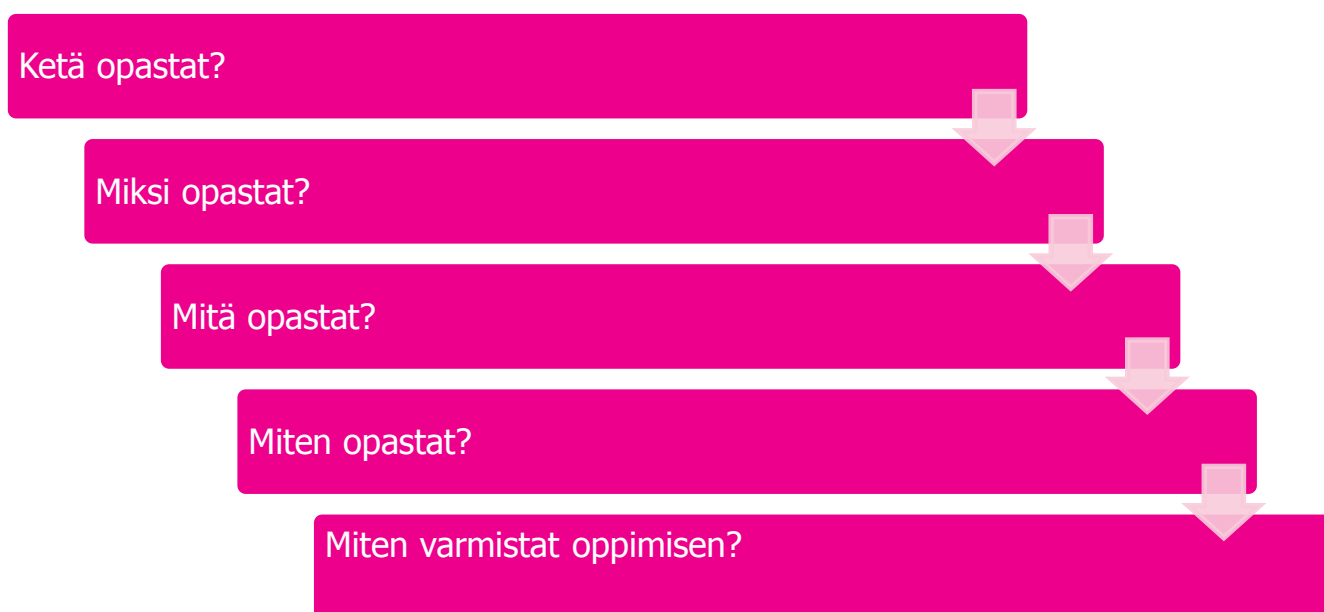 Ketä opastat?
Miksi opastat?
Mitä opastat?
Miten opastat?
Miten varmistat oppimisen?